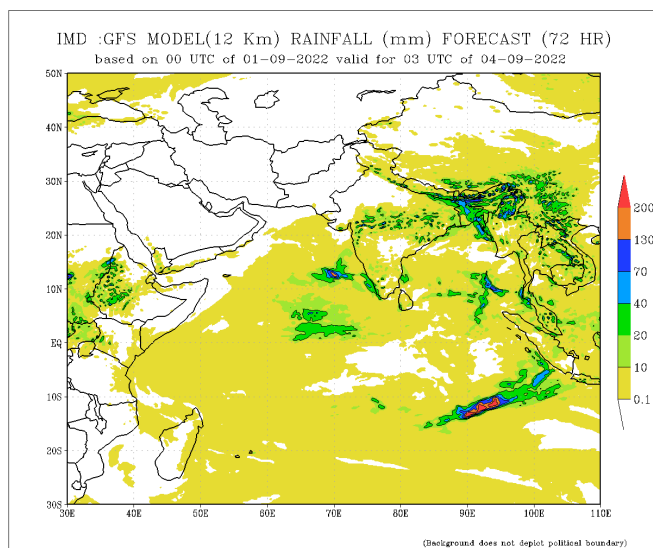 IMD :GFS MODEL(12 Km) RAINFALL (mm) FORECAST (72 HR)
based on 00 UTC of 01-09-2022 valid for 03 UTC of 04-09-2022
50N
40N
30N
20N
10N
EQ
10S
20S
30S
30E 40E 50E 60E 70E 80E 90E 100E 110E
200
130
70
40
20
10
0.1
(Background does not depict political boundary)